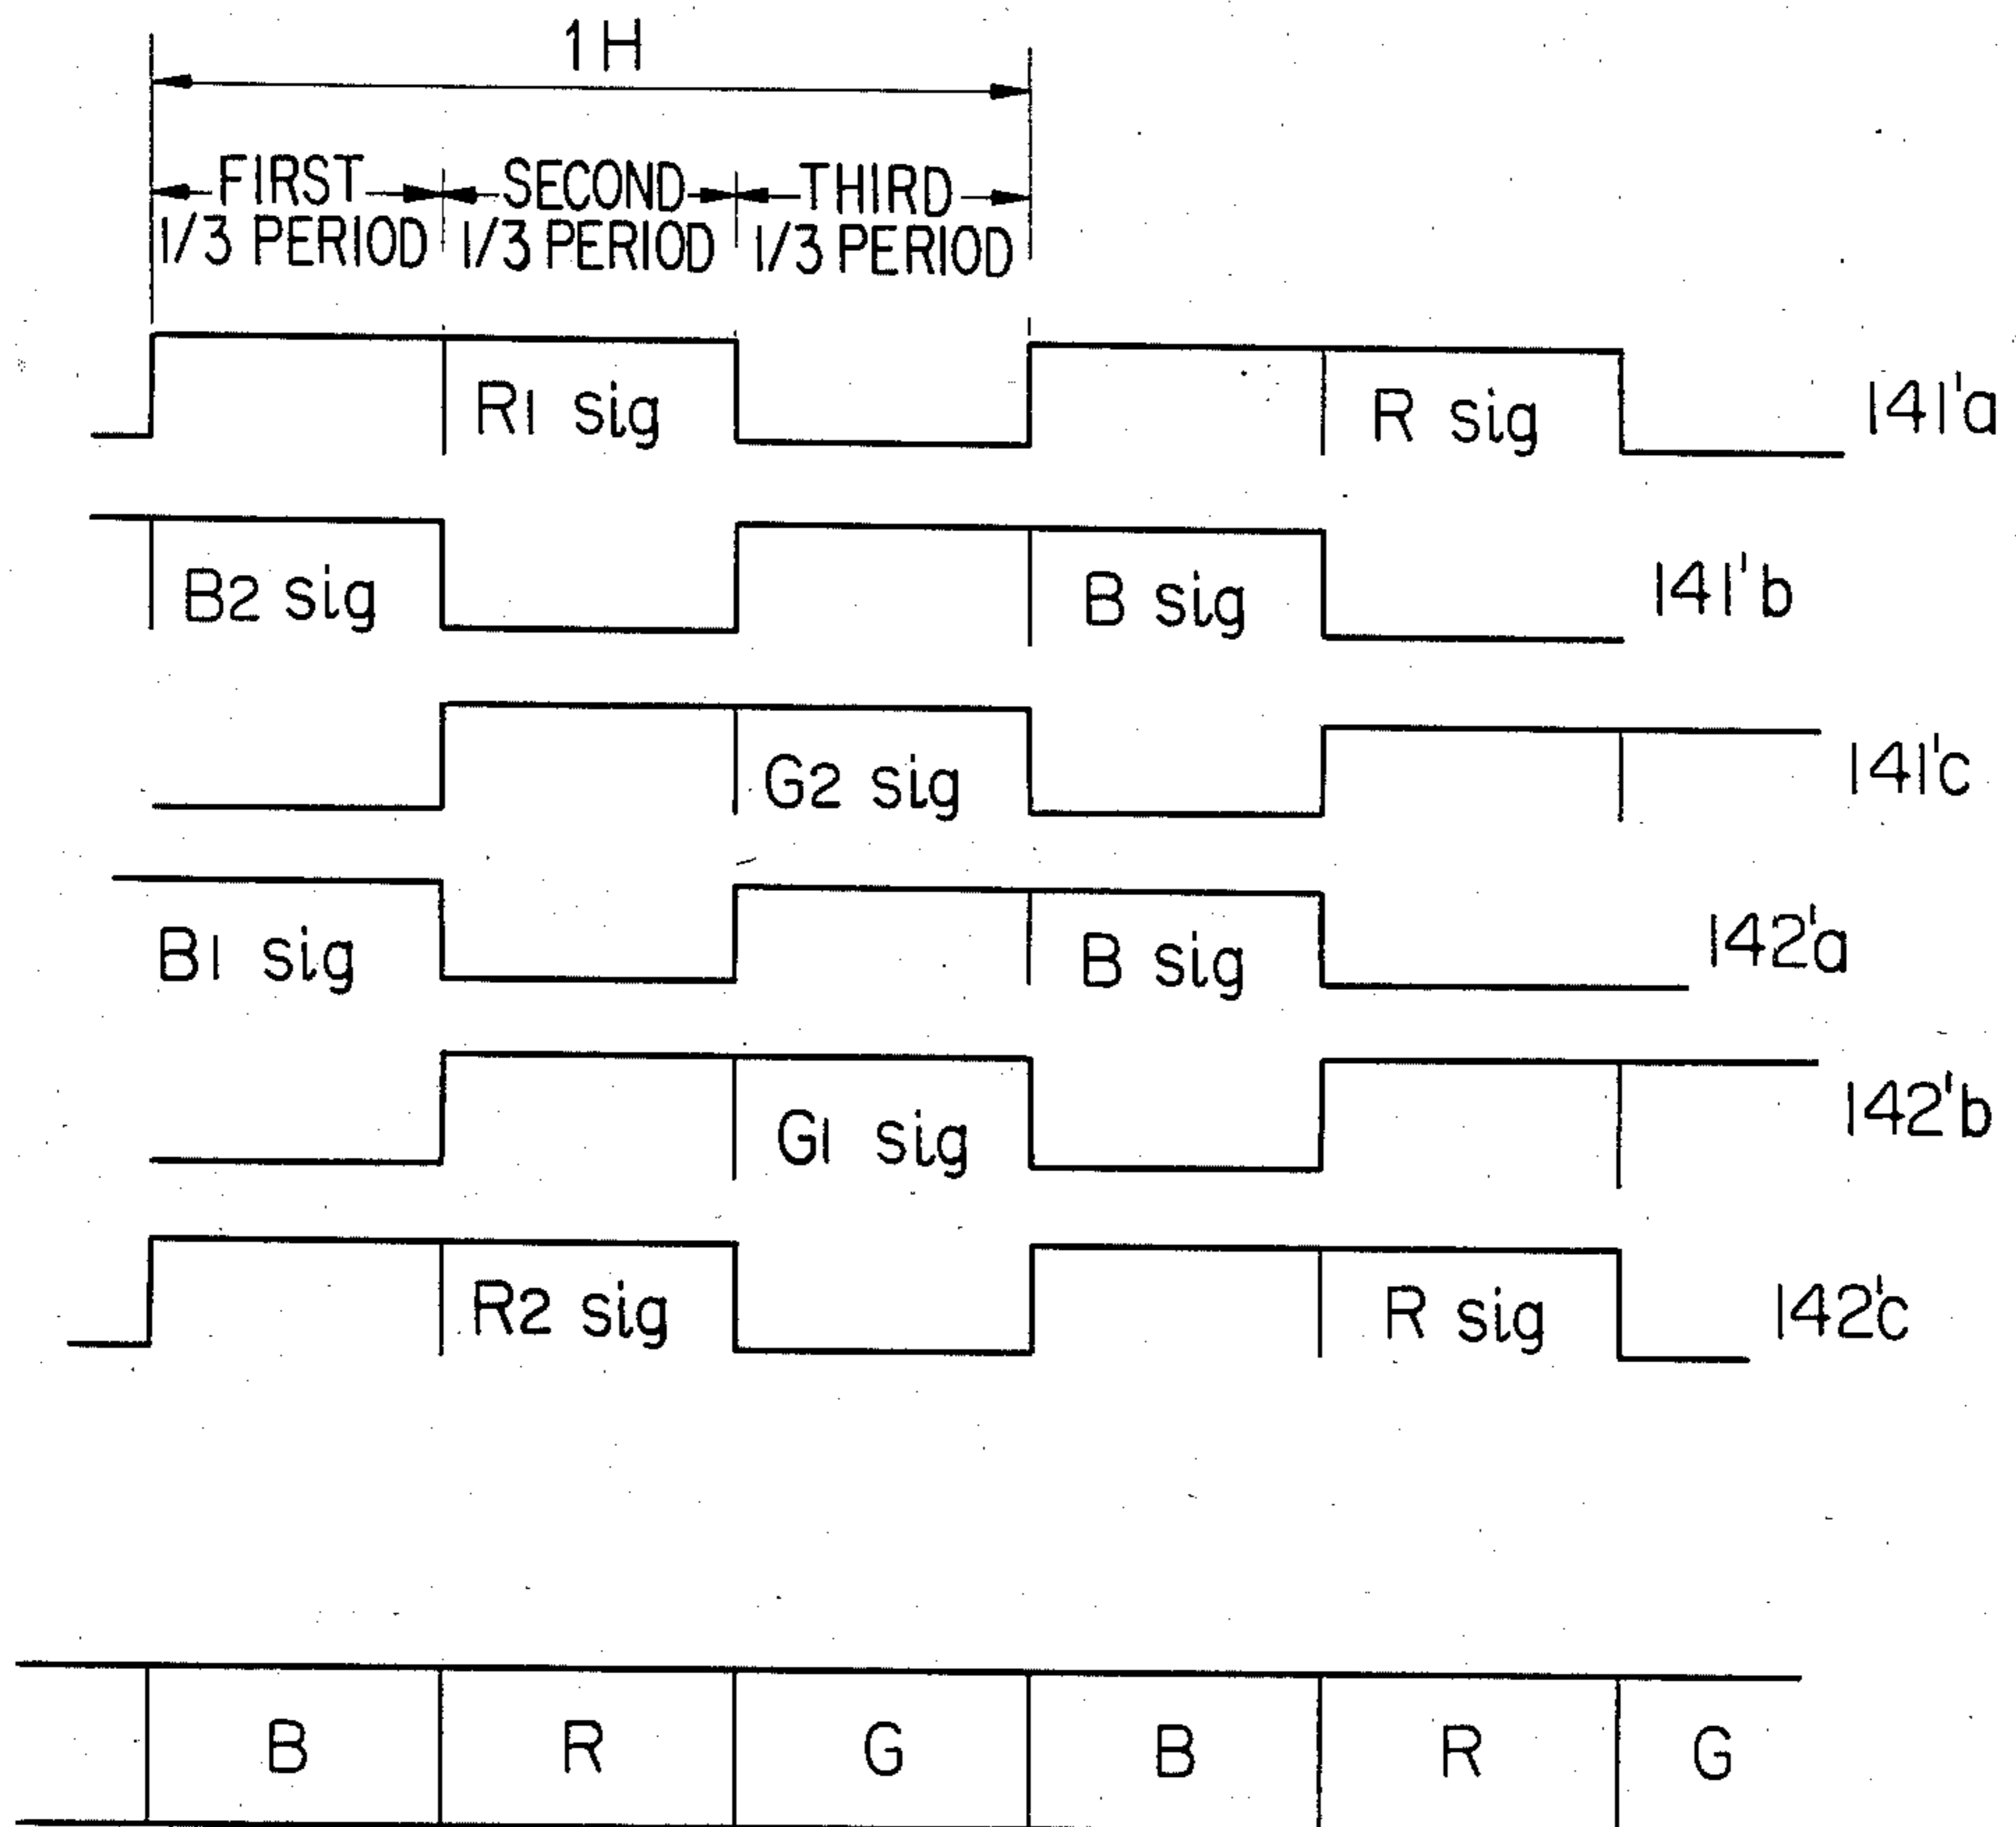 1H
FIRST SECOND THIRD
1/3 PERIOD 1/3 PERIOD 1/3 PERIOD
R1 sig R sig 141'a
B2 sig B sig 141'b
G2 sig 141'c
B1 sig B sig 142'a
G1 sig 142'b
R2 sig R sig 142'c
B R G B R G